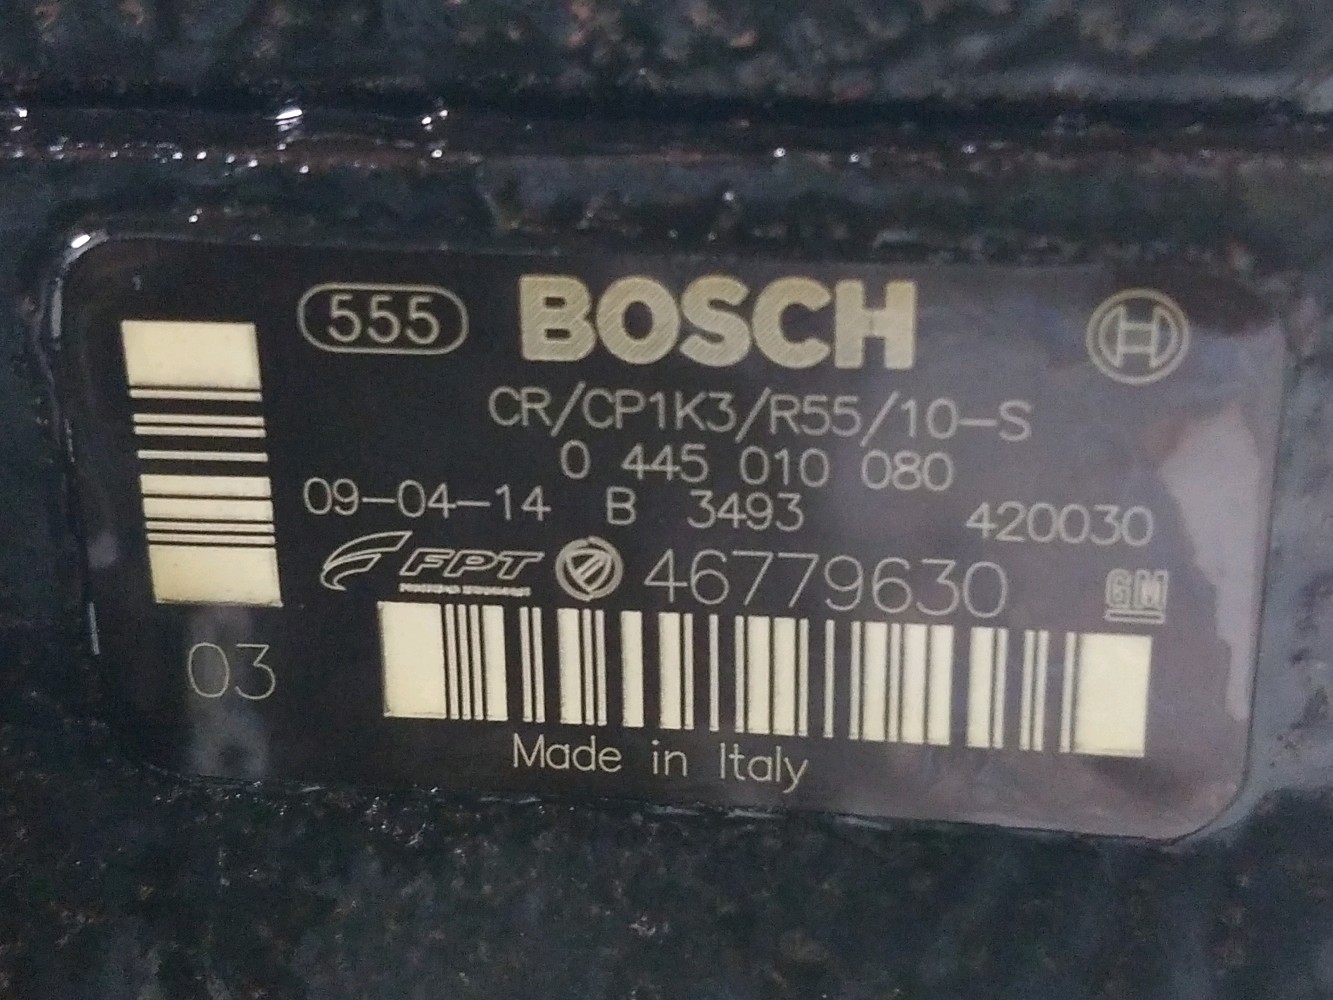 555 BOSCH
CR/CP1K3/R55/10-S
0 445 010 080
09-04-14 B 3493 420030
FPT 46779630 GM
03
Made in Italy